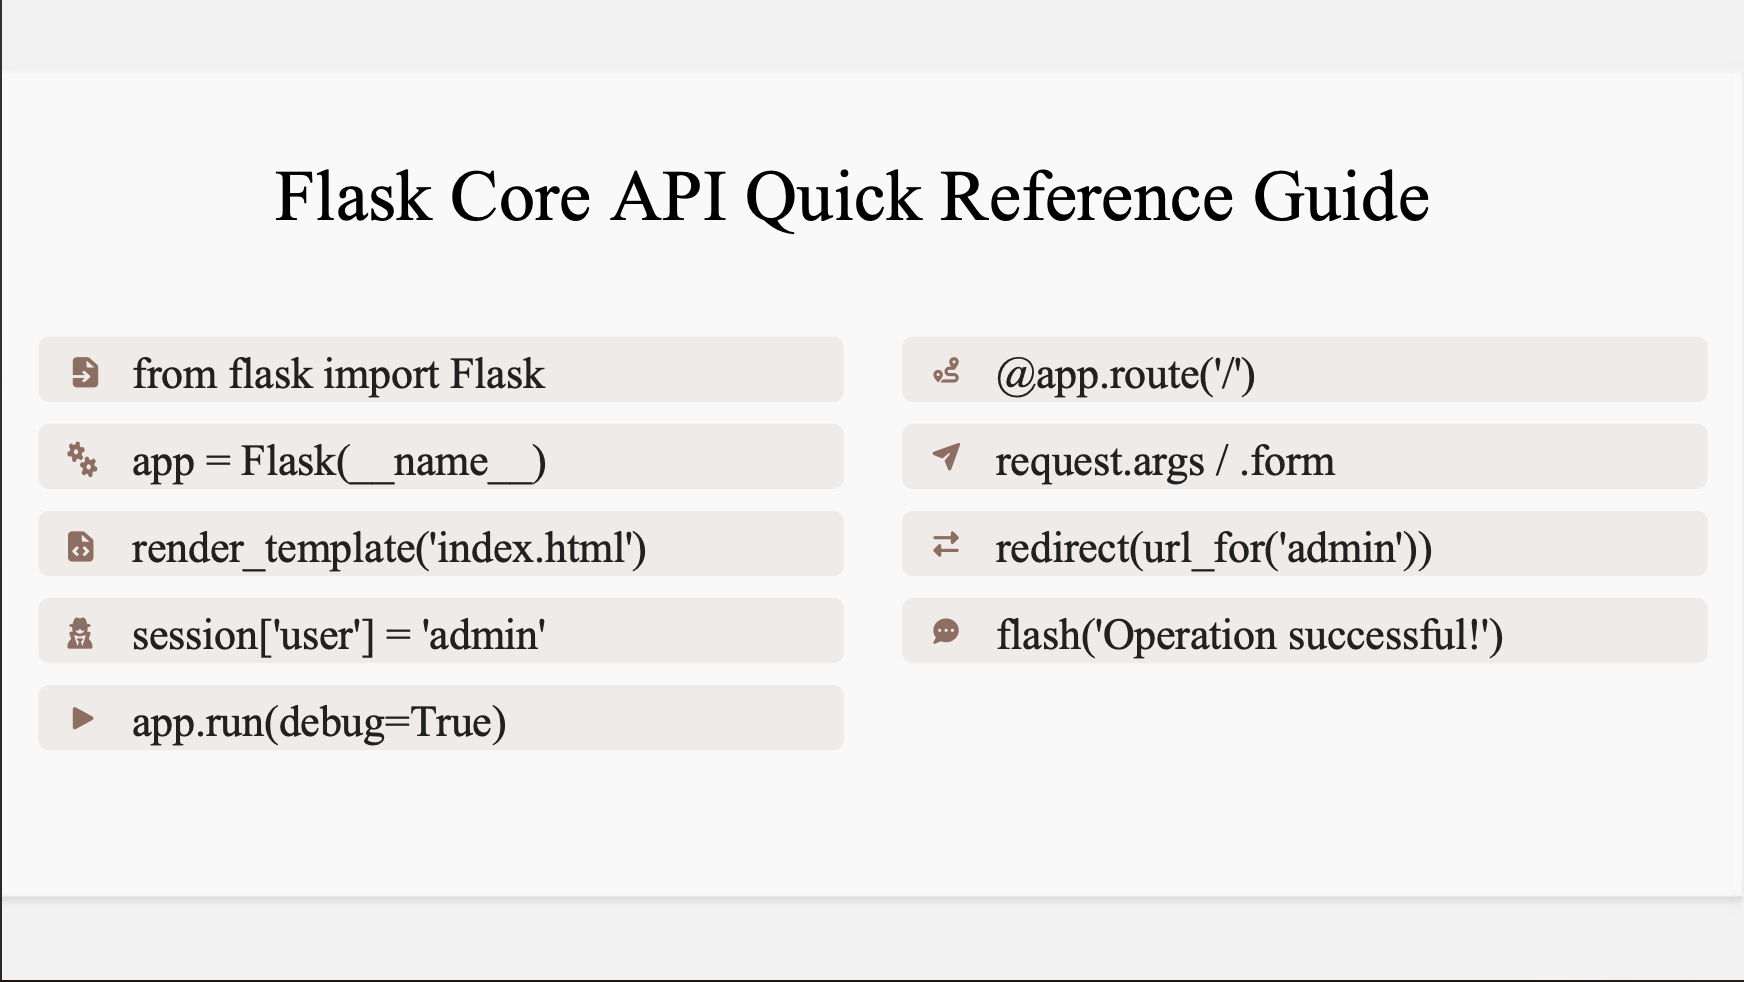 Flask Core API Quick Reference Guide
from flask import Flask
@app.route('/')
app = Flask(__name__)
request.args / .form
render_template('index.html')
redirect(url_for('admin'))
session['user'] = 'admin'
flash('Operation successful!')
app.run(debug=True)